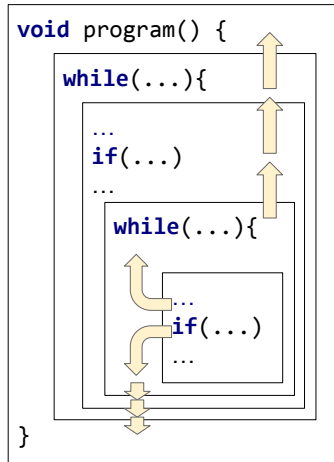 void program() {
while(...){
...
if(...)
...
while(...){
...
if(...)
...
}